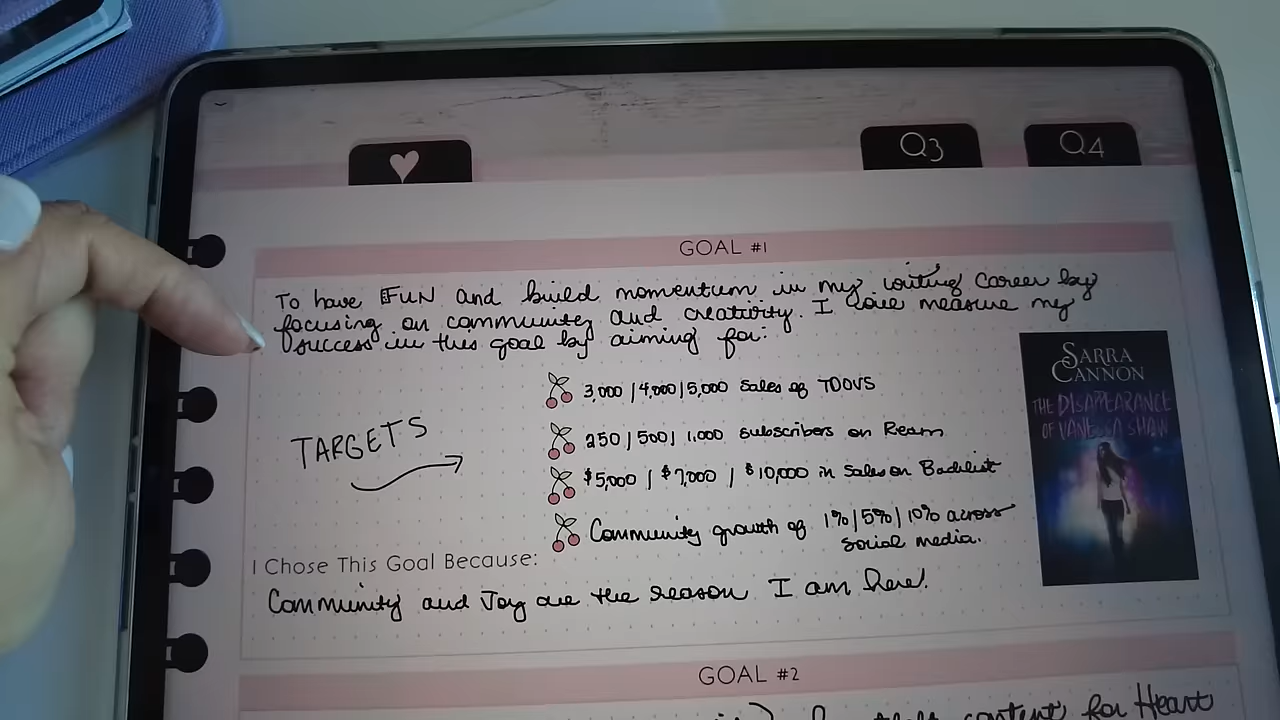 Q3
Q4
GOAL #1
To have FUN and build momentum in my writing career by
focusing on community and creativity. I love measure my
success in this goal by aiming for:
3,000 / 4,000 / 5,000 sales of TDOVS
250 / 500 / 1,000 subscribers on Ream
TARGETS
$5,000 / $7,000 / $10,000 in sales on Backlist
Community growth of 1% / 5% / 10% across
social media.
SARRA
CANNON
THE DISAPPEARANCE
OF VANESSA SHAW
I Chose This Goal Because:
Community and Joy are the reason I am here!
GOAL #2
content for Heart